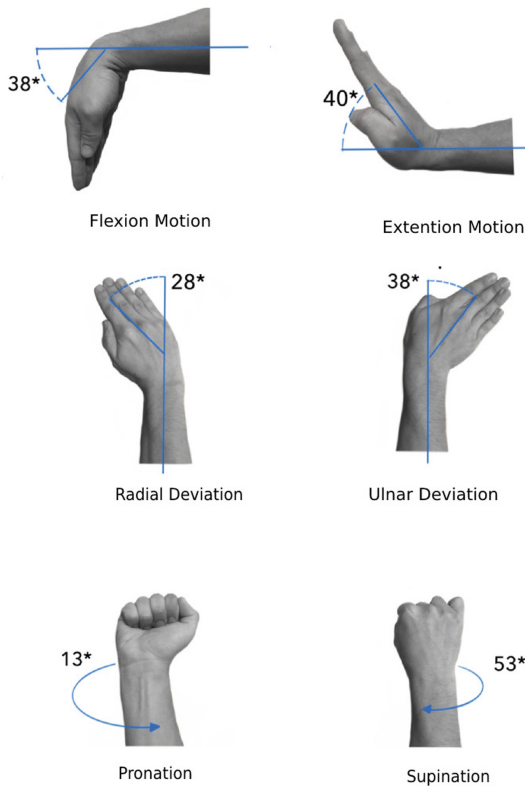 38*
40*
Flexion Motion
Extention Motion
28*
38*
Radial Deviation
Ulnar Deviation
13*
53*
Pronation
Supination